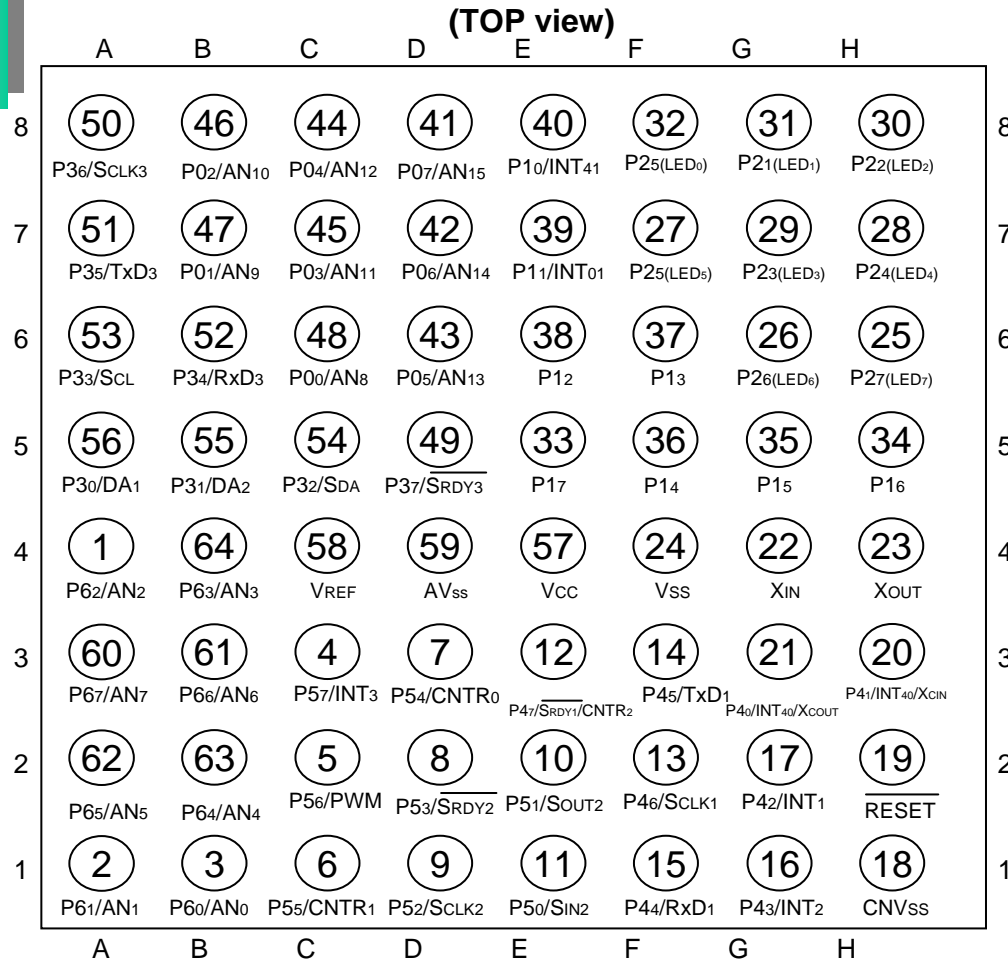 (TOP view)
A B C D E F G H
8 50 46 44 41 40 32 31 30 8
P36/SCLK3 P02/AN10 P04/AN12 P07/AN15 P10/INT41 P25(LED0) P21(LED1) P22(LED2)
7 51 47 45 42 39 27 29 28 7
P35/TxD3 P01/AN9 P03/AN11 P06/AN14 P11/INT01 P25(LED5) P23(LED3) P24(LED4)
6 53 52 48 43 38 37 26 25 6
P33/SCL P34/RxD3 P00/AN8 P05/AN13 P12 P13 P26(LED6) P27(LED7)
5 56 55 54 49 33 36 35 34 5
P30/DA1 P31/DA2 P32/SDA P37/SRDY3 P17 P14 P15 P16
4 1 64 58 59 57 24 22 23 4
P62/AN2 P63/AN3 VREF AVss VCC VSS XIN XOUT
3 60 61 4 7 12 14 21 20 3
P67/AN7 P66/AN6 P57/INT3 P54/CNTR0 P47/SRDY1/CNTR2 P45/TxD1 P40/INT40/XCOUT P41/INT40/XCIN
2 62 63 5 8 10 13 17 19 2
P65/AN5 P64/AN4 P56/PWM P53/SRDY2 P51/SOUT2 P46/SCLK1 P42/INT1 RESET
1 2 3 6 9 11 15 16 18 1
P61/AN1 P60/AN0 P55/CNTR1 P52/SCLK2 P50/SIN2 P44/RxD1 P43/INT2 CNVSS
A B C D E F G H